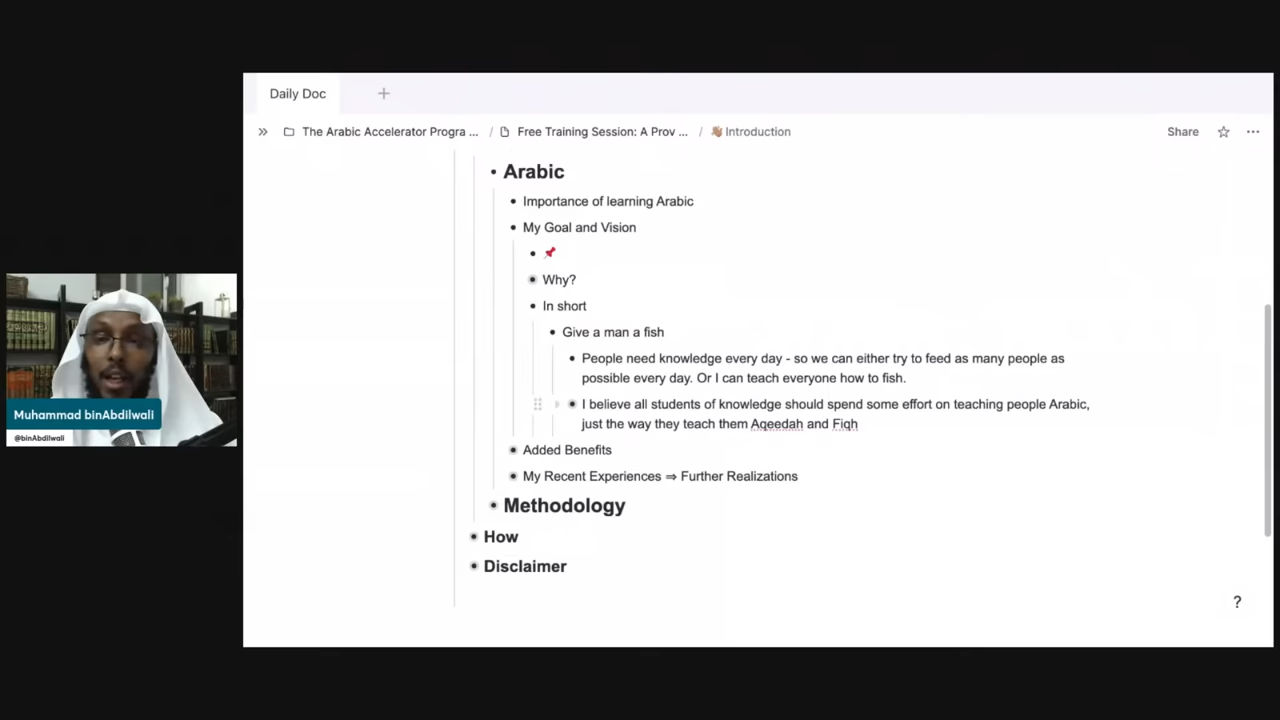 Daily Doc
The Arabic Accelerator Progra ... / Free Training Session: A Prov ... / 👋🏽 Introduction
Share
Arabic
Importance of learning Arabic
My Goal and Vision
📌
Why?
In short
Give a man a fish
People need knowledge every day - so we can either try to feed as many people as
possible every day. Or I can teach everyone how to fish.
I believe all students of knowledge should spend some effort on teaching people Arabic,
just the way they teach them Aqeedah and Fiqh
Added Benefits
My Recent Experiences ⇒ Further Realizations
Methodology
How
Disclaimer
?
Muhammad binAbdilwali
@binAbdilwali